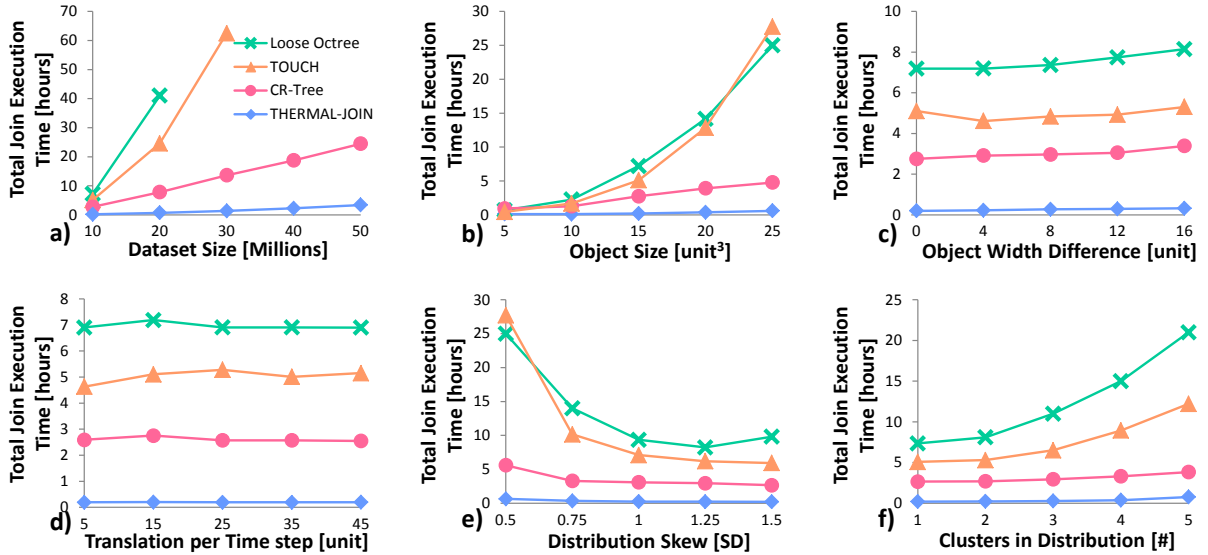 Total Join Execution
Time [hours]
70
60
50
40
30
20
10
0
Loose Octree
TOUCH
CR-Tree
THERMAL-JOIN
10 20 30 40 50
a)
Dataset Size [Millions]
Total Join Execution
Time [hours]
30
25
20
15
10
5
0
5 10 15 20 25
b)
Object Size [unit³]
Total Join Execution
Time [hours]
10
8
6
4
2
0
0 4 8 12 16
c)
Object Width Difference [unit]
Total Join Execution
Time [hours]
8
7
6
5
4
3
2
1
0
5 15 25 35 45
d)
Translation per Time step [unit]
Total Join Execution
Time [hours]
30
25
20
15
10
5
0
0.5 0.75 1 1.25 1.5
e)
Distribution Skew [SD]
Total Join Execution
Time [hours]
25
20
15
10
5
0
1 2 3 4 5
f)
Clusters in Distribution [#]